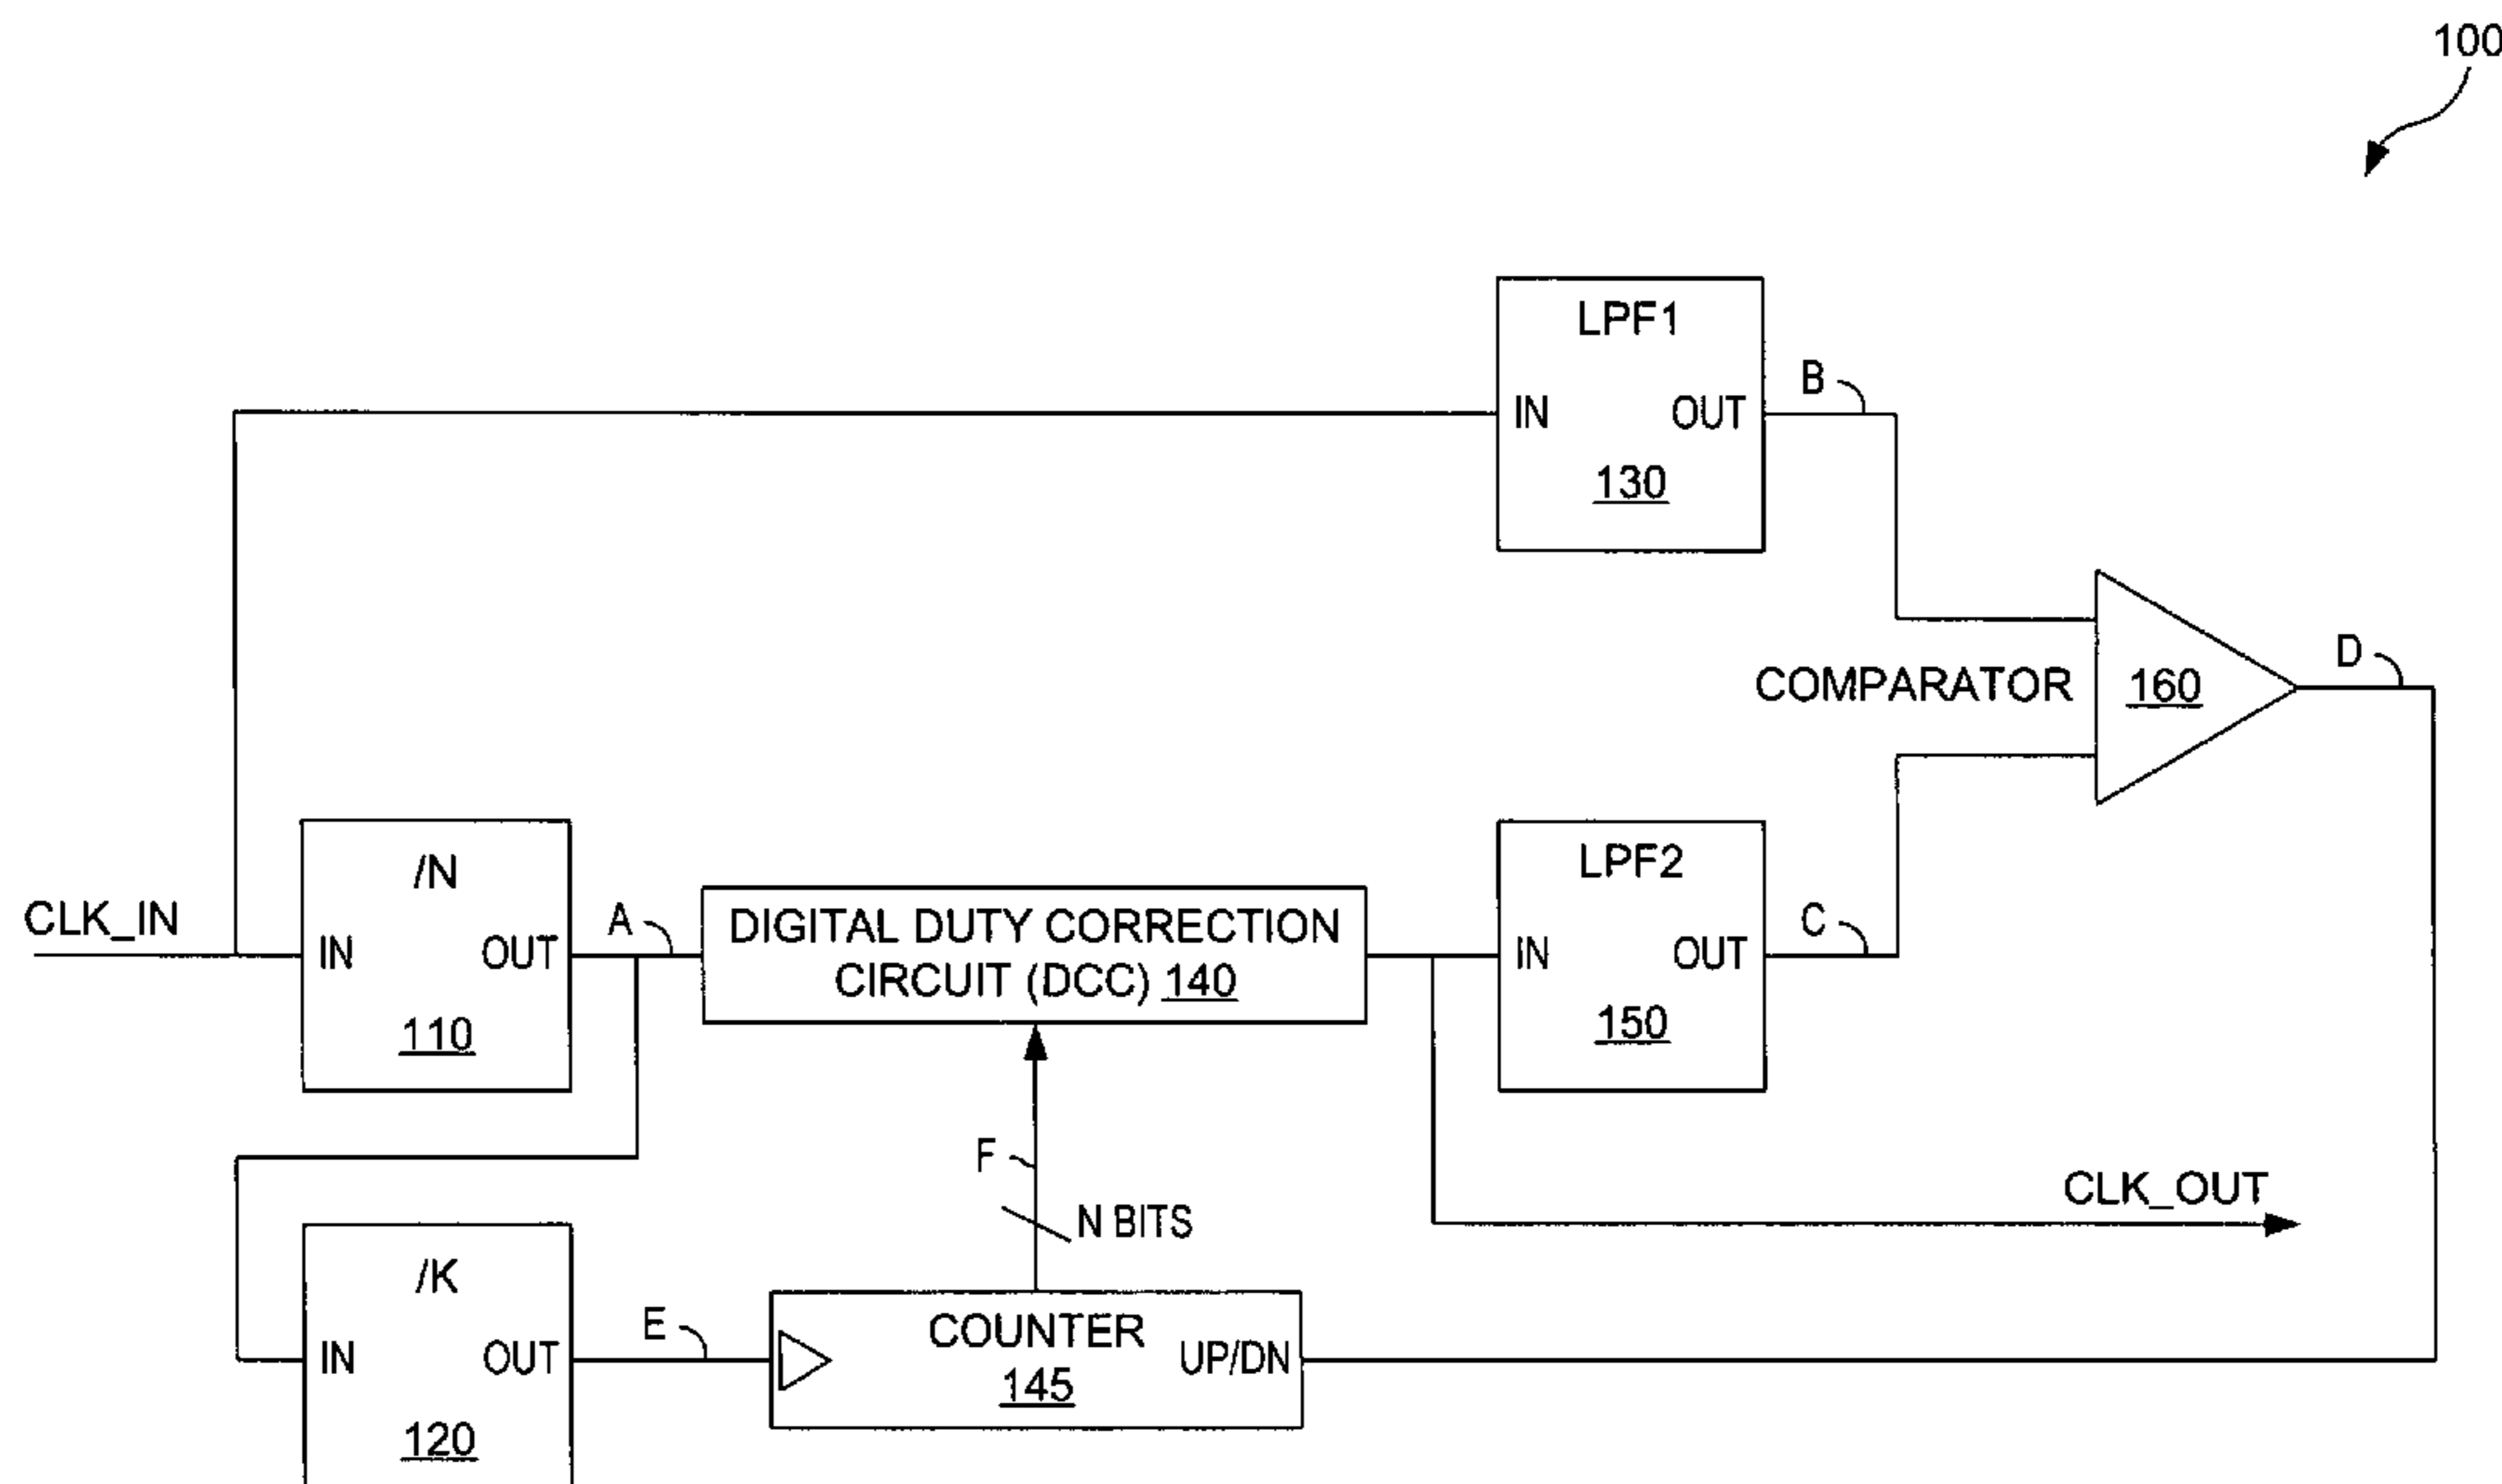 100
LPF1
IN OUT
130
B
COMPARATOR
160
D
CLK_IN
/N
IN OUT
110
A
DIGITAL DUTY CORRECTION
CIRCUIT (DCC) 140
LPF2
IN OUT
150
C
F
N BITS
CLK_OUT
/K
IN OUT
120
E
COUNTER
145
UP/DN